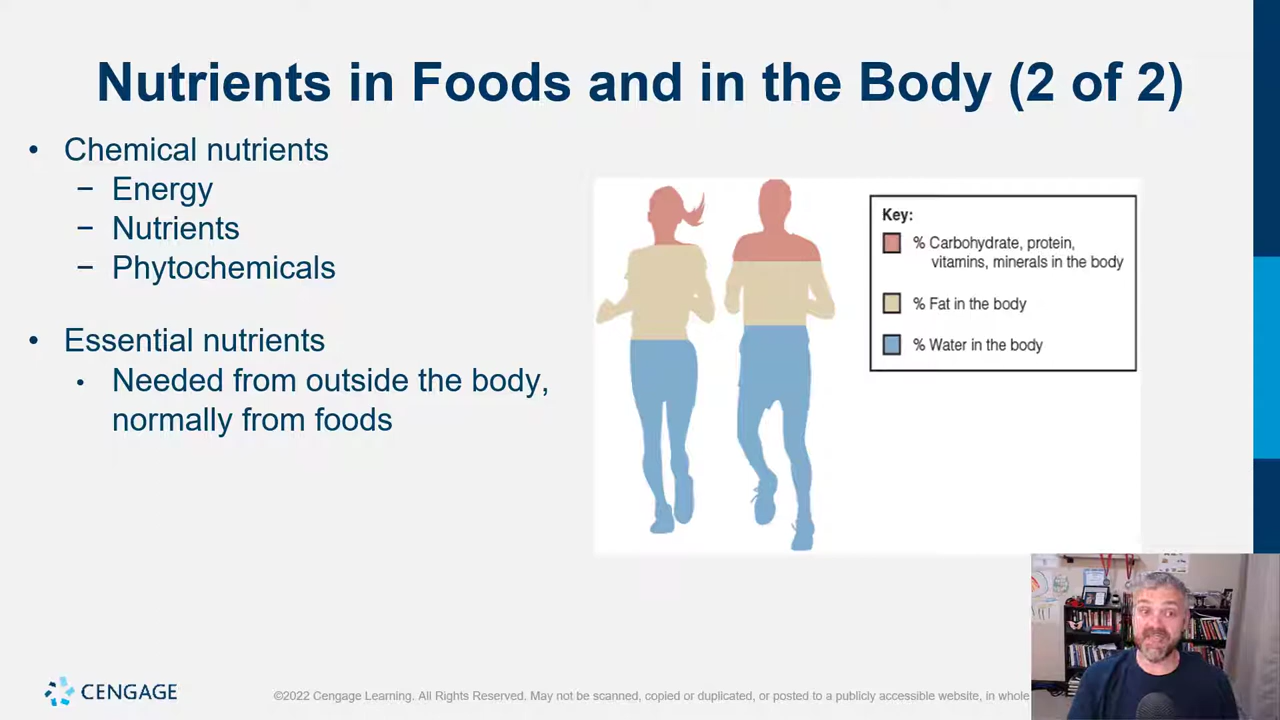 Nutrients in Foods and in the Body (2 of 2)
• Chemical nutrients
− Energy
− Nutrients
− Phytochemicals
• Essential nutrients
• Needed from outside the body,
normally from foods
Key:
% Carbohydrate, protein,
vitamins, minerals in the body
% Fat in the body
% Water in the body
CENGAGE
©2022 Cengage Learning. All Rights Reserved. May not be scanned, copied or duplicated, or posted to a publicly accessible website, in whole